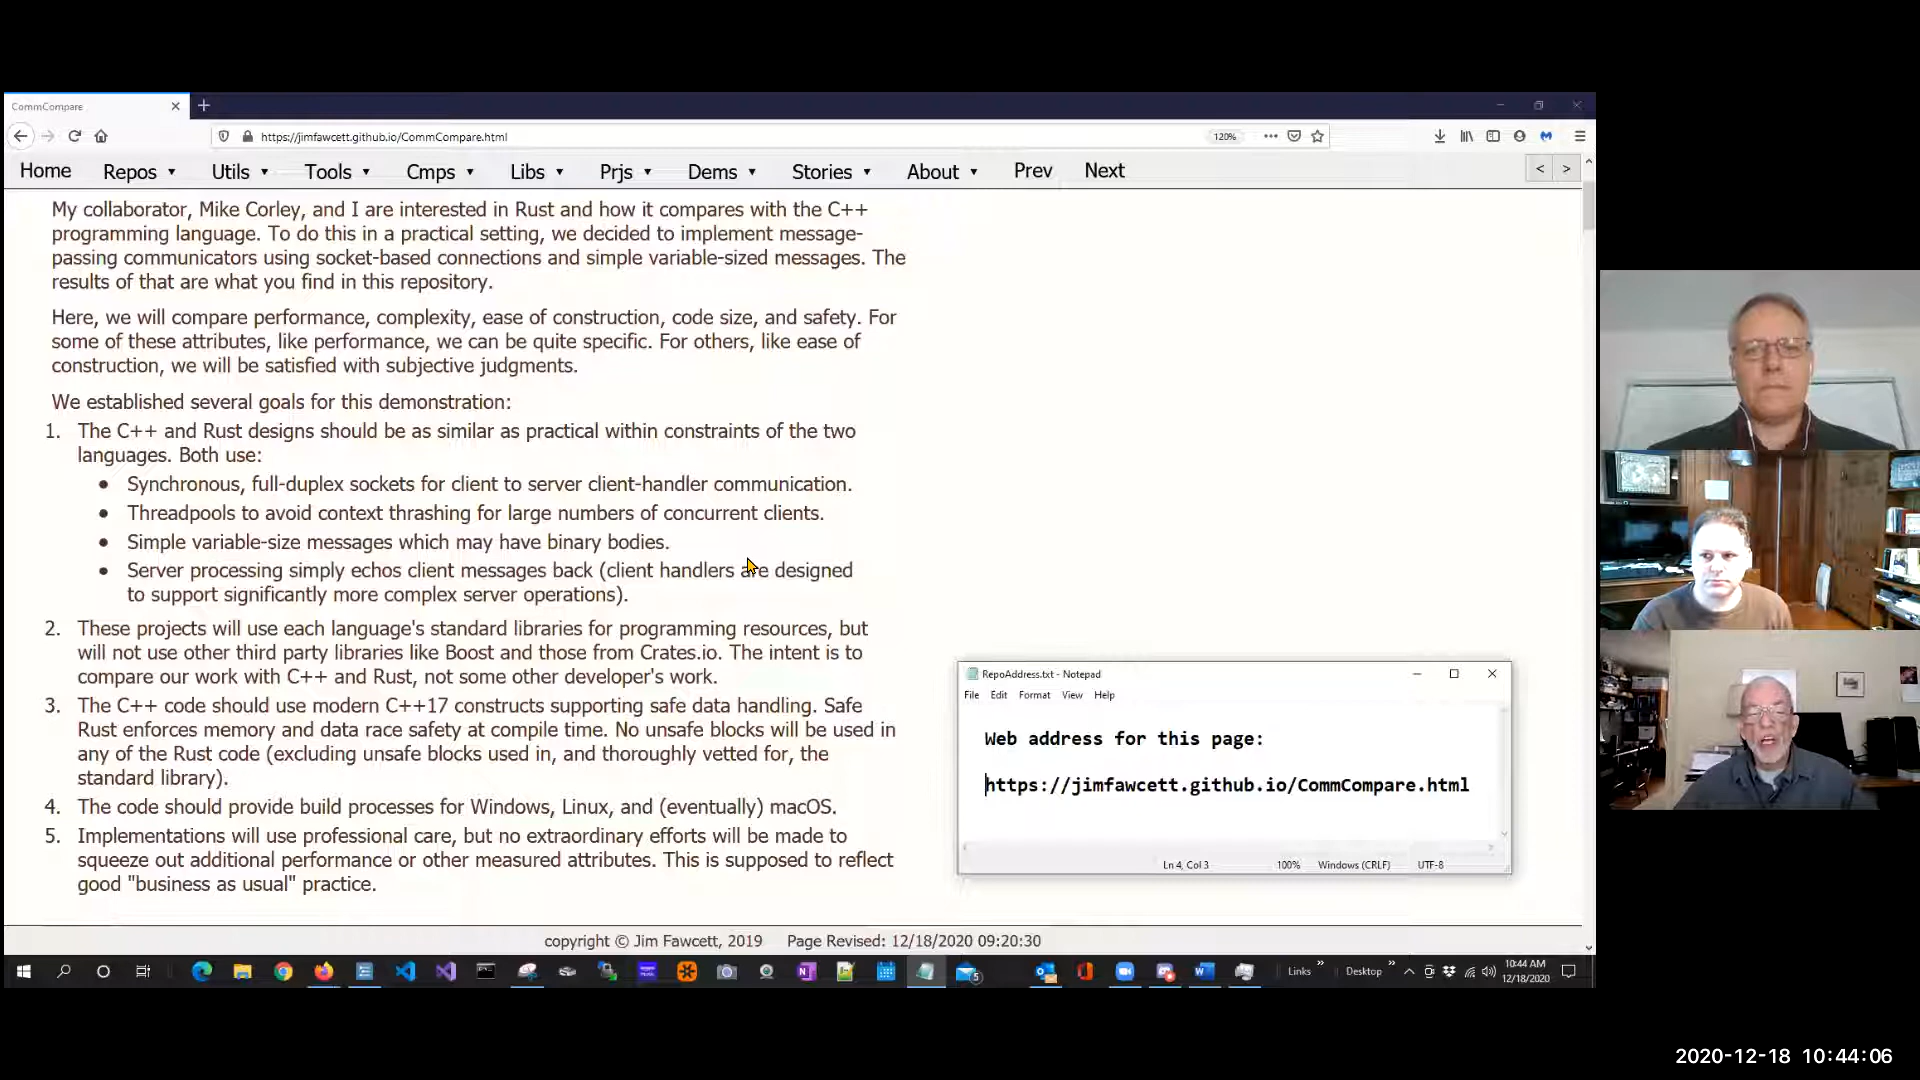 CommCompare
https://jimfawcett.github.io/CommCompare.html
120%
Home Repos Utils Tools Cmps Libs Prjs Dems Stories About Prev Next
< >
My collaborator, Mike Corley, and I are interested in Rust and how it compares with the C++
programming language. To do this in a practical setting, we decided to implement message-
passing communicators using socket-based connections and simple variable-sized messages. The
results of that are what you find in this repository.
Here, we will compare performance, complexity, ease of construction, code size, and safety. For
some of these attributes, like performance, we can be quite specific. For others, like ease of
construction, we will be satisfied with subjective judgments.
We established several goals for this demonstration:
1. The C++ and Rust designs should be as similar as practical within constraints of the two
languages. Both use:
• Synchronous, full-duplex sockets for client to server client-handler communication.
• Threadpools to avoid context thrashing for large numbers of concurrent clients.
• Simple variable-size messages which may have binary bodies.
• Server processing simply echos client messages back (client handlers are designed
to support significantly more complex server operations).
2. These projects will use each language's standard libraries for programming resources, but
will not use other third party libraries like Boost and those from Crates.io. The intent is to
compare our work with C++ and Rust, not some other developer's work.
3. The C++ code should use modern C++17 constructs supporting safe data handling. Safe
Rust enforces memory and data race safety at compile time. No unsafe blocks will be used in
any of the Rust code (excluding unsafe blocks used in, and thoroughly vetted for, the
standard library).
4. The code should provide build processes for Windows, Linux, and (eventually) macOS.
5. Implementations will use professional care, but no extraordinary efforts will be made to
squeeze out additional performance or other measured attributes. This is supposed to reflect
good "business as usual" practice.
RepoAddress.txt - Notepad
File Edit Format View Help
Web address for this page:
https://jimfawcett.github.io/CommCompare.html
Ln 4, Col 3 100% Windows (CRLF) UTF-8
copyright © Jim Fawcett, 2019 Page Revised: 12/18/2020 09:20:30
Links » Desktop »
10:44 AM
12/18/2020
2020-12-18 10:44:06